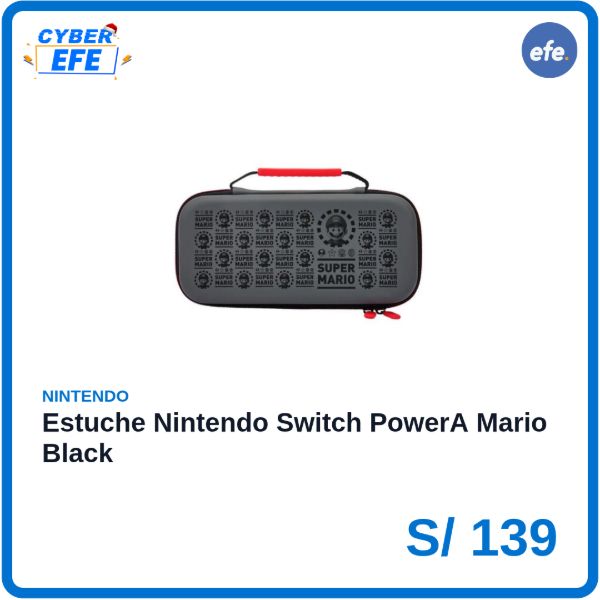 CYBER
EFE
efe.
SUPER
MARIO
NINTENDO
Estuche Nintendo Switch PowerA Mario
Black
S/ 139